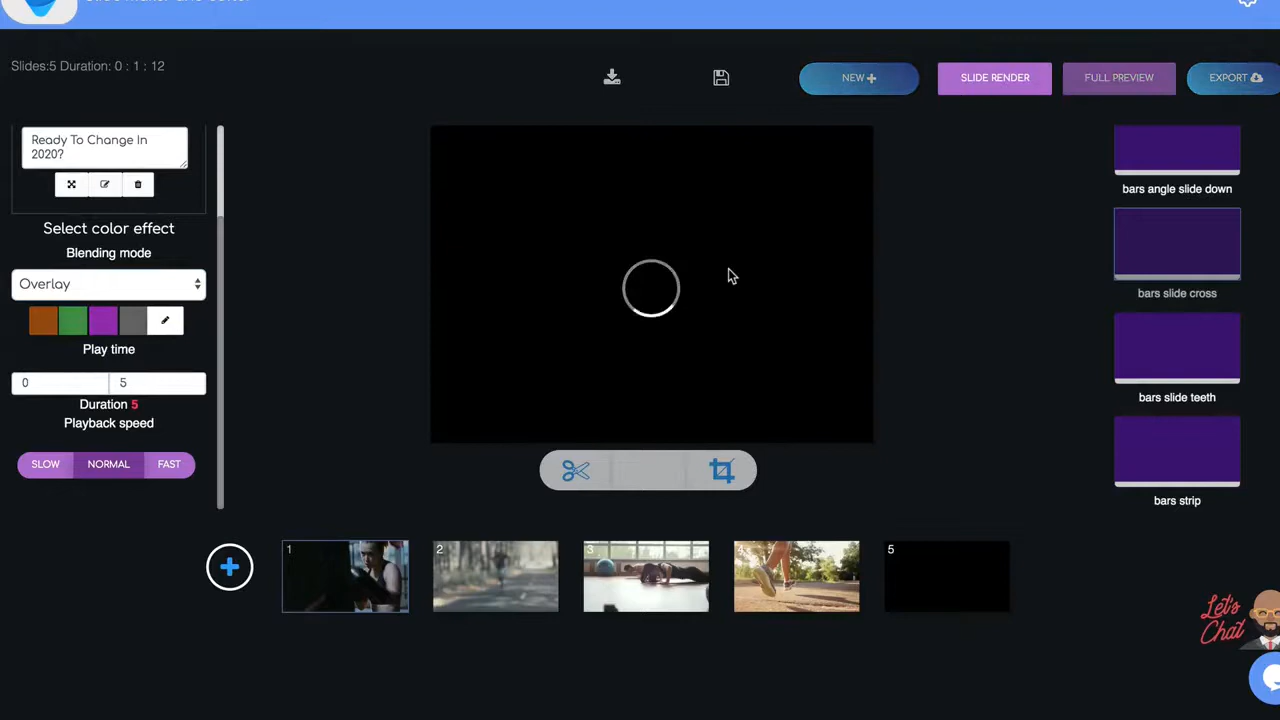 Slides:5 Duration: 0 : 1 : 12
NEW
SLIDE RENDER
FULL PREVIEW
EXPORT
Ready To Change In
2020?
Select color effect
Blending mode
Overlay
Play time
0
5
Duration 5
Playback speed
SLOW
NORMAL
FAST
bars angle slide down
bars slide cross
bars slide teeth
bars strip
1
2
3
4
5
Let's
Chat